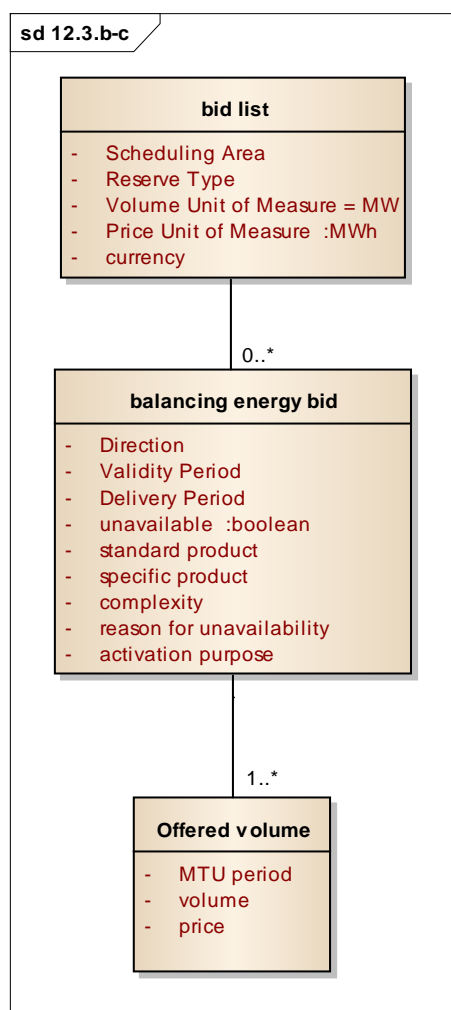 sd 12.3.b-c
bid list
- Scheduling Area
- Reserve Type
- Volume Unit of Measure = MW
- Price Unit of Measure :MWh
- currency
0..*
balancing energy bid
- Direction
- Validity Period
- Delivery Period
- unavailable :boolean
- standard product
- specific product
- complexity
- reason for unavailability
- activation purpose
1..*
Offered volume
- MTU period
- volume
- price